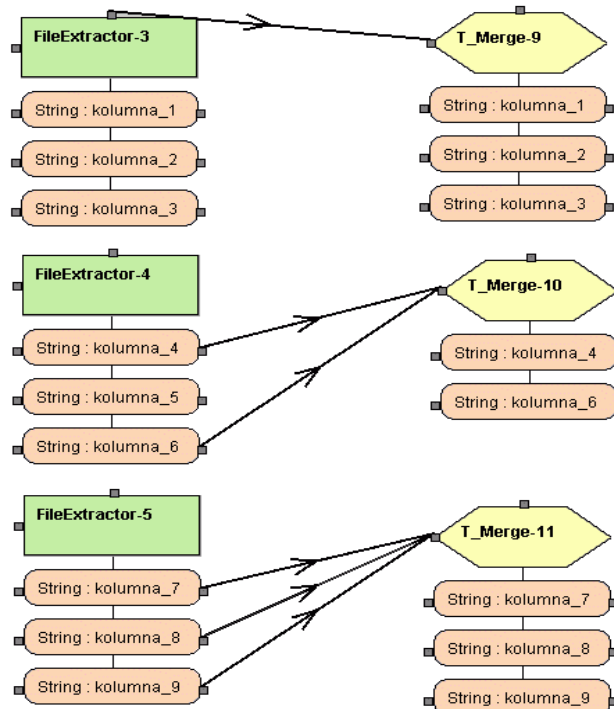 FileExtractor-3
T_Merge-9
String : kolumna_1
String : kolumna_2
String : kolumna_3
String : kolumna_1
String : kolumna_2
String : kolumna_3
FileExtractor-4
T_Merge-10
String : kolumna_4
String : kolumna_5
String : kolumna_6
String : kolumna_4
String : kolumna_6
FileExtractor-5
T_Merge-11
String : kolumna_7
String : kolumna_8
String : kolumna_9
String : kolumna_7
String : kolumna_8
String : kolumna_9